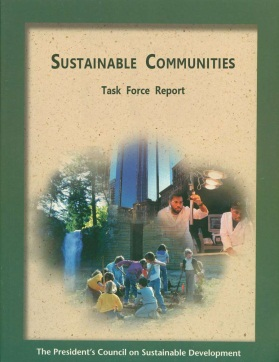 SUSTAINABLE COMMUNITIES
Task Force Report
The President's Council on Sustainable Development